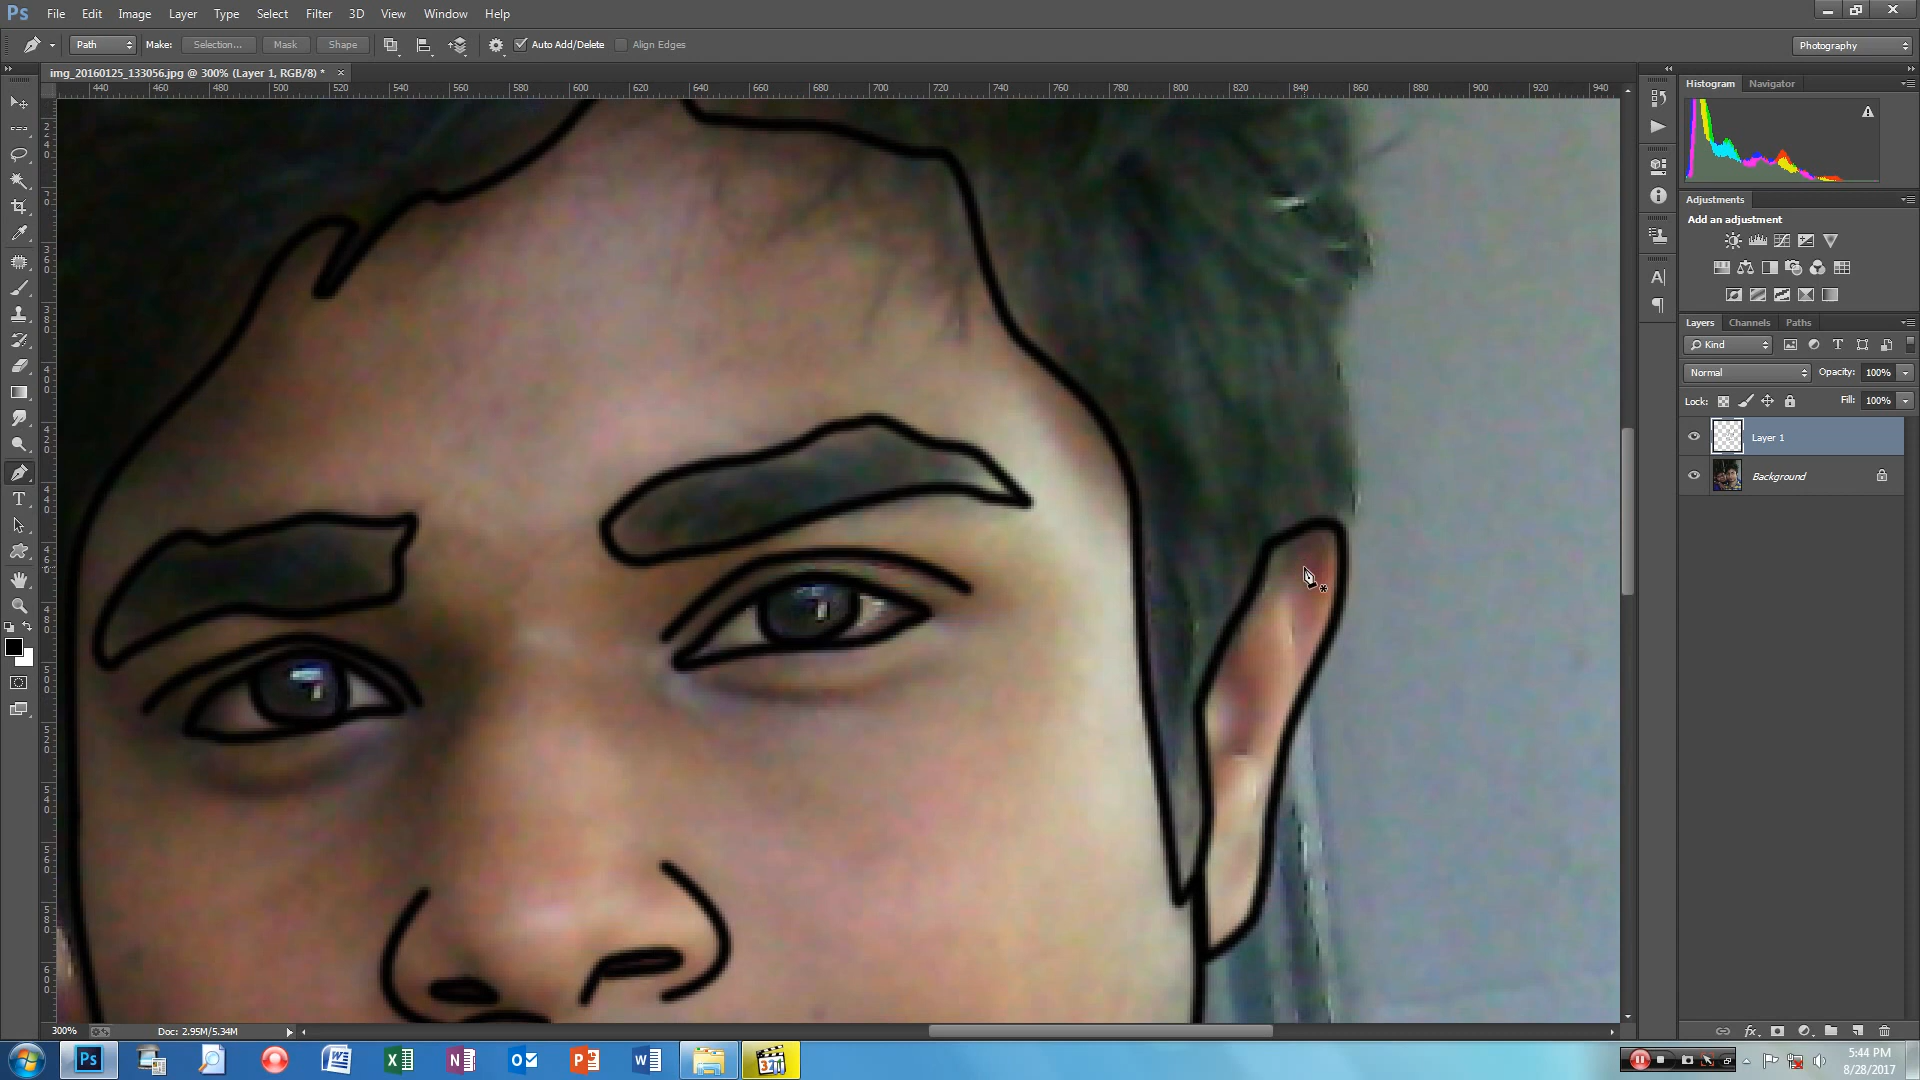 Ps File Edit Image Layer Type Select Filter 3D View Window Help
Path Make: Selection... Mask Shape Auto Add/Delete Align Edges Photography
img_20160125_133056.jpg @ 300% (Layer 1, RGB/8) * ×
440 460 480 500 520 540 560 580 600 620 640 660 680 700 720 740 760 780 800 820 840 860 880 900 920 940
Histogram Navigator
Adjustments
Add an adjustment
Layers Channels Paths
Kind
Normal Opacity: 100%
Lock: Fill: 100%
Layer 1
Background
300% Doc: 2.95M/5.34M
Ps 321 5:44 PM
8/28/2017